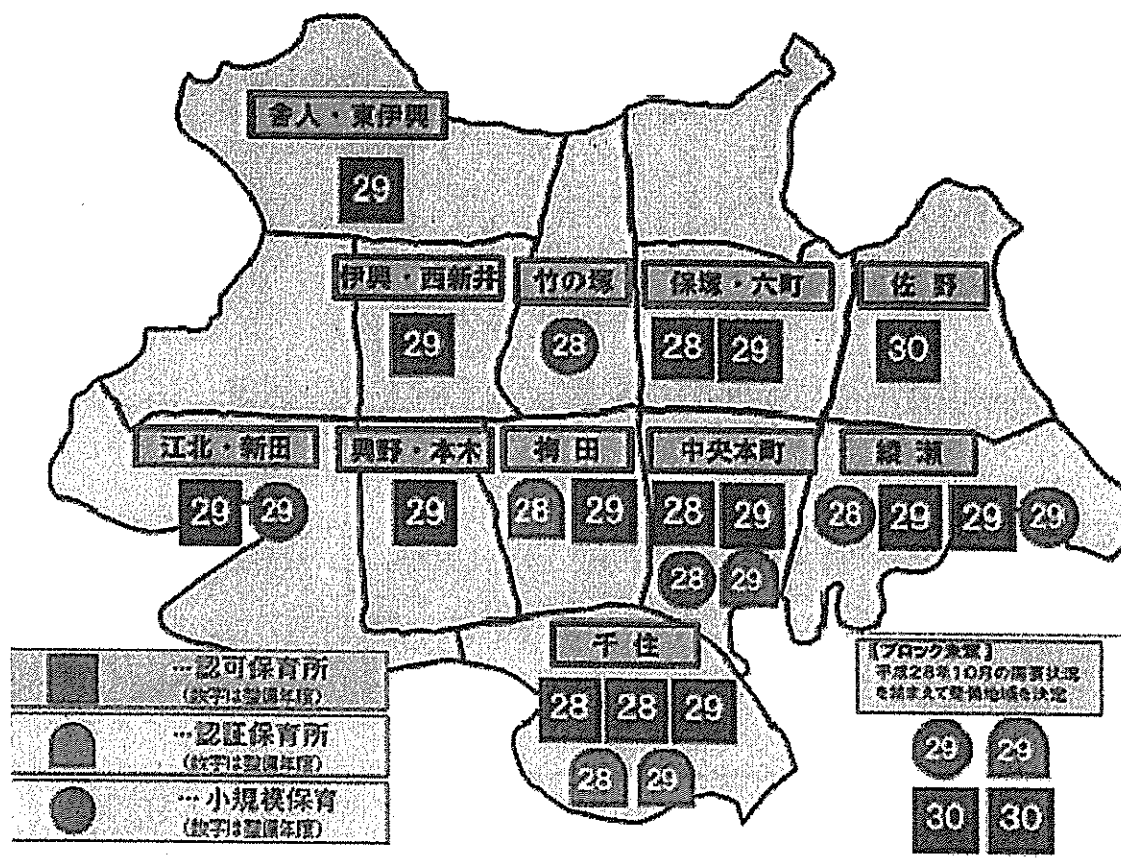 舎人・東伊興
29
伊興・西新井
竹の塚
保塚・六町
佐野
29
28
28 29
30
江北・新田
興野・本木
梅田
中央本町
綾瀬
29 29
29
28 29
28 29
28 29 29 29
28 29
千住
28 28 29
28 29
…認可保育所
(数字は整備年度)
…認証保育所
(数字は整備年度)
…小規模保育
(数字は整備年度)
【ブロック未定】
平成28年10月の需要状況
を踏まえて整備地域を決定
29 29
30 30